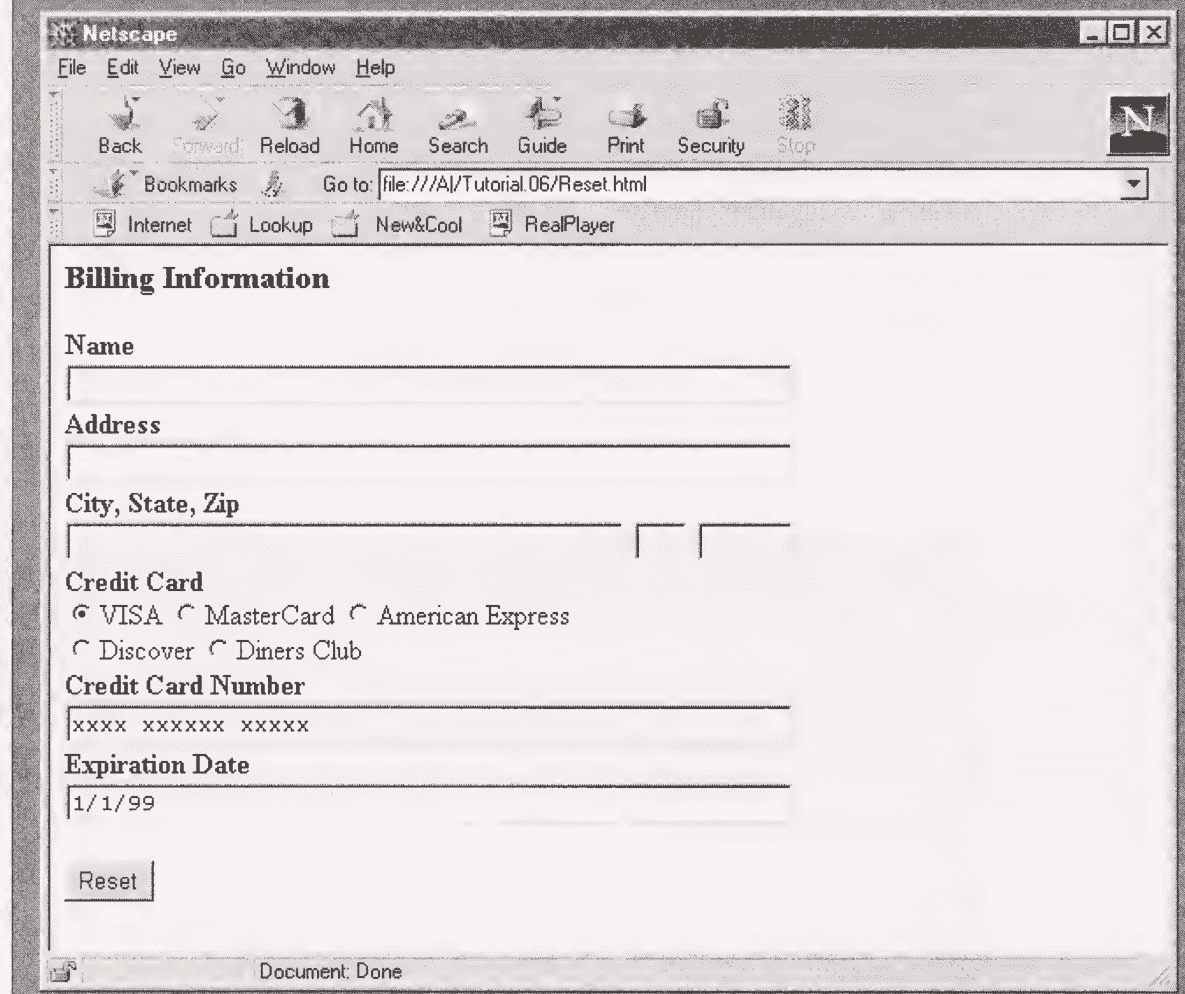 Netscape
File Edit View Go Window Help
N
Back Forward Reload Home Search Guide Print Security Stop
Bookmarks Go to: file:///A|/Tutorial.06/Reset.html
Internet Lookup New&Cool RealPlayer
Billing Information
Name
Address
City, State, Zip
Credit Card
VISA MasterCard American Express
Discover Diners Club
Credit Card Number
xxxx xxxxxx xxxxx
Expiration Date
1/1/99
Reset
Document: Done